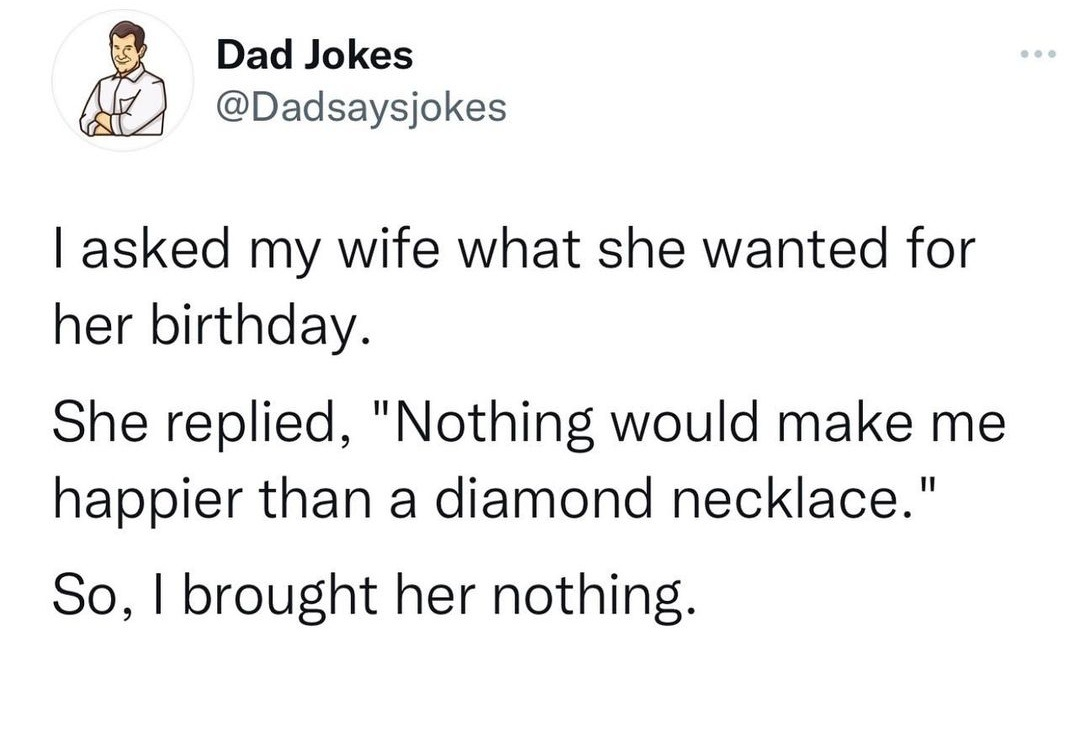 Dad Jokes
@Dadsaysjokes
I asked my wife what she wanted for
her birthday.
She replied, "Nothing would make me
happier than a diamond necklace."
So, I brought her nothing.